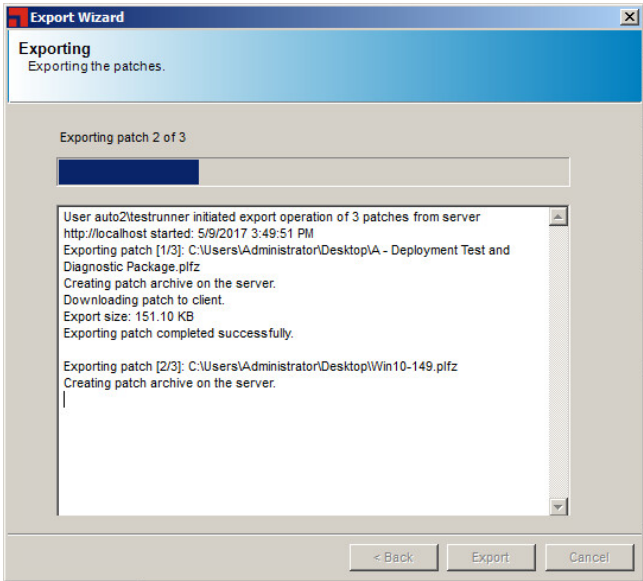 Export Wizard
Exporting
Exporting the patches.
Exporting patch 2 of 3
User auto2\testrunner initiated export operation of 3 patches from server
http://localhost started: 5/9/2017 3:49:51 PM
Exporting patch [1/3]: C:\Users\Administrator\Desktop\A - Deployment Test and
Diagnostic Package.plfz
Creating patch archive on the server.
Downloading patch to client.
Export size: 151.10 KB
Exporting patch completed successfully.
Exporting patch [2/3]: C:\Users\Administrator\Desktop\Win10-149.plfz
Creating patch archive on the server.
< Back Export Cancel